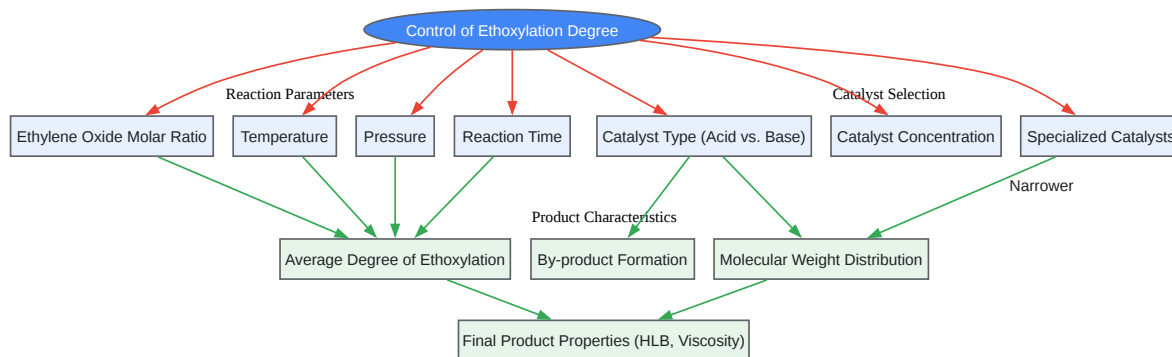 Control of Ethoxylation Degree
Reaction Parameters
Catalyst Selection
Ethylene Oxide Molar Ratio
Temperature
Pressure
Reaction Time
Catalyst Type (Acid vs. Base)
Catalyst Concentration
Specialized Catalysts
Narrower
Product Characteristics
Average Degree of Ethoxylation
By-product Formation
Molecular Weight Distribution
Final Product Properties (HLB, Viscosity)